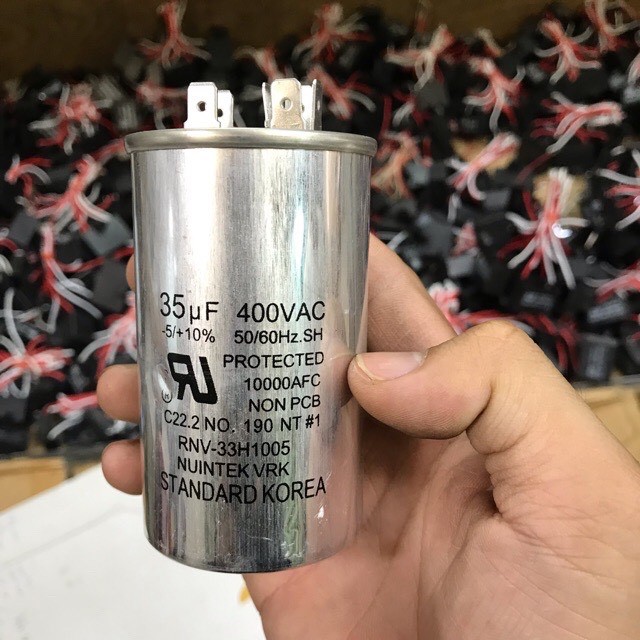 35µF 400VAC
-5/+10% 50/60Hz.SH
PROTECTED
10000AFC
NON PCB
C22.2 NO. 190 NT #1
RNV-33H1005
NUINTEK VRK
STANDARD KOREA